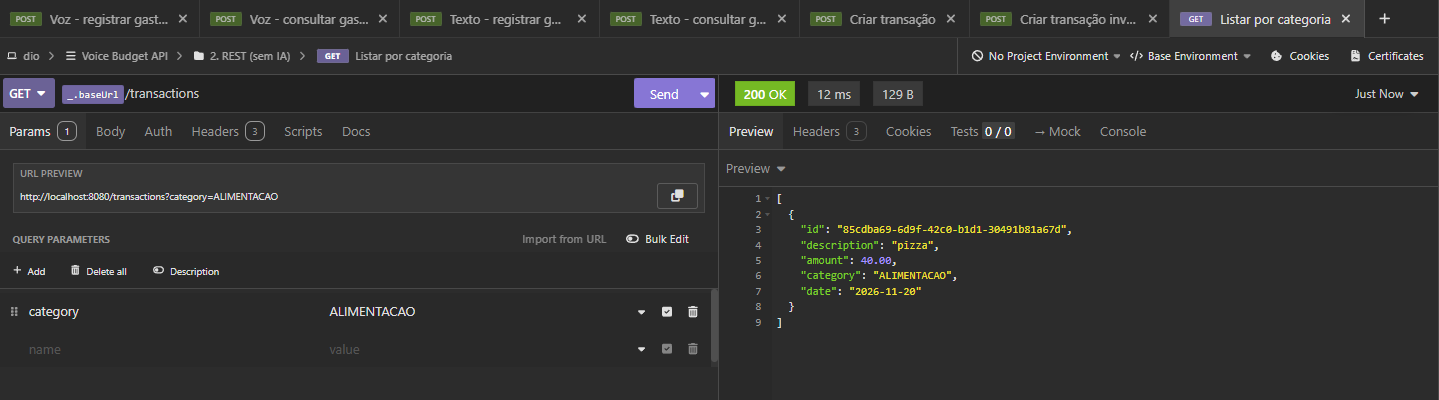 POST Voz - registrar gast... POST Voz - consultar gas... POST Texto - registrar g... POST Texto - consultar g... POST Criar transação POST Criar transação inv... GET Listar por categoria
dio Voice Budget API 2. REST (sem IA) GET Listar por categoria No Project Environment Base Environment Cookies Certificates
GET _.baseUrl /transactions Send 200 OK 12 ms 129 B Just Now
Params 1 Body Auth Headers 3 Scripts Docs Preview Headers 3 Cookies Tests 0 / 0 → Mock Console
URL PREVIEW
http://localhost:8080/transactions?category=ALIMENTACAO
QUERY PARAMETERS Import from URL Bulk Edit
+ Add Delete all Description
category ALIMENTACAO
name value
Preview
1 [
2 {
3 "id": "85cdba69-6d9f-42c0-b1d1-30491b81a67d",
4 "description": "pizza",
5 "amount": 40.00,
6 "category": "ALIMENTACAO",
7 "date": "2026-11-20"
8 }
9 ]